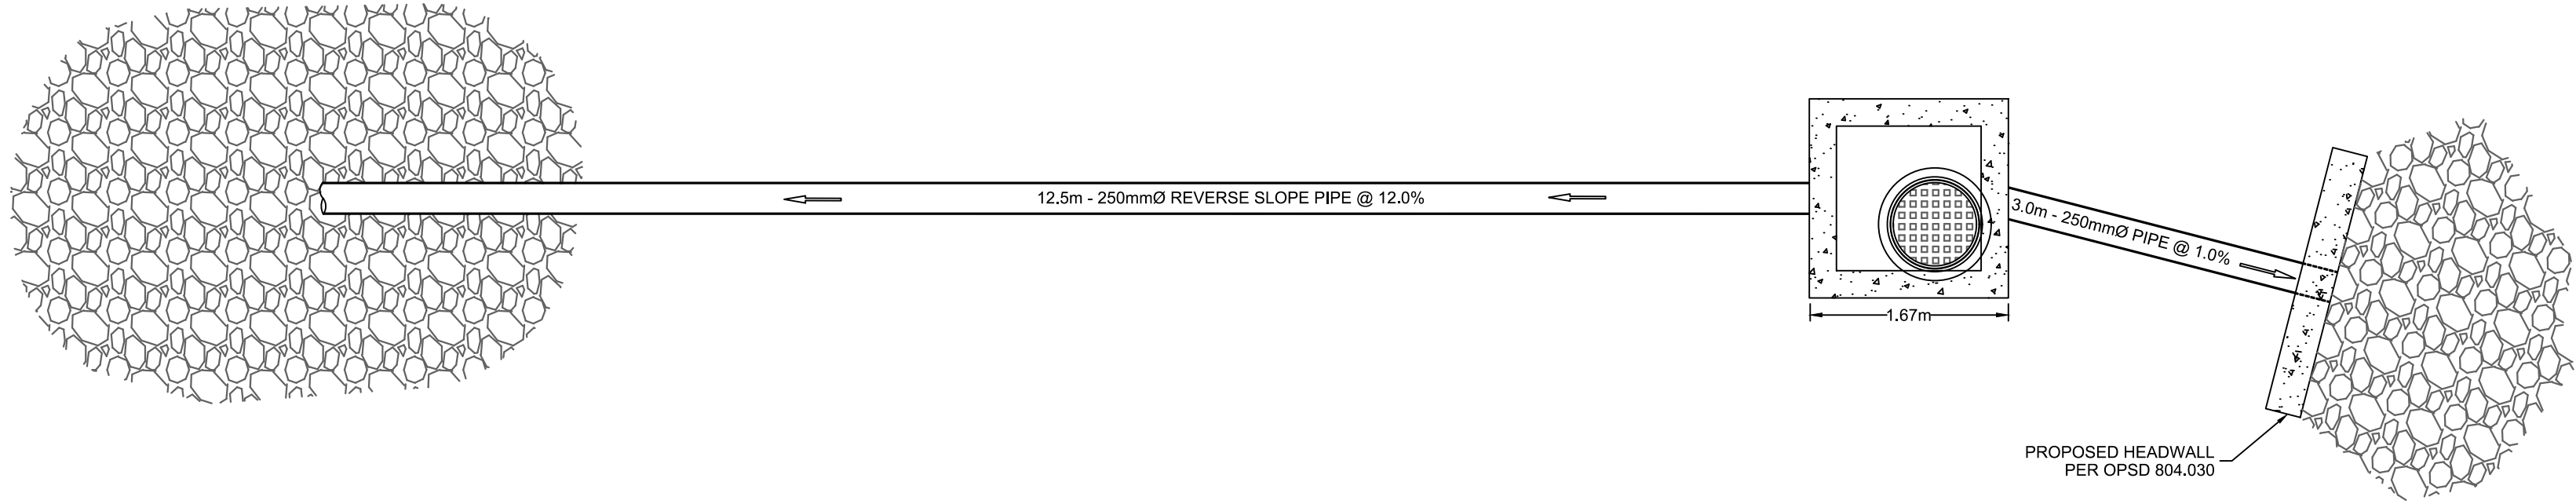 12.5m - 250mmØ REVERSE SLOPE PIPE @ 12.0%
3.0m - 250mmØ PIPE @ 1.0%
1.67m
PROPOSED HEADWALL
PER OPSD 804.030